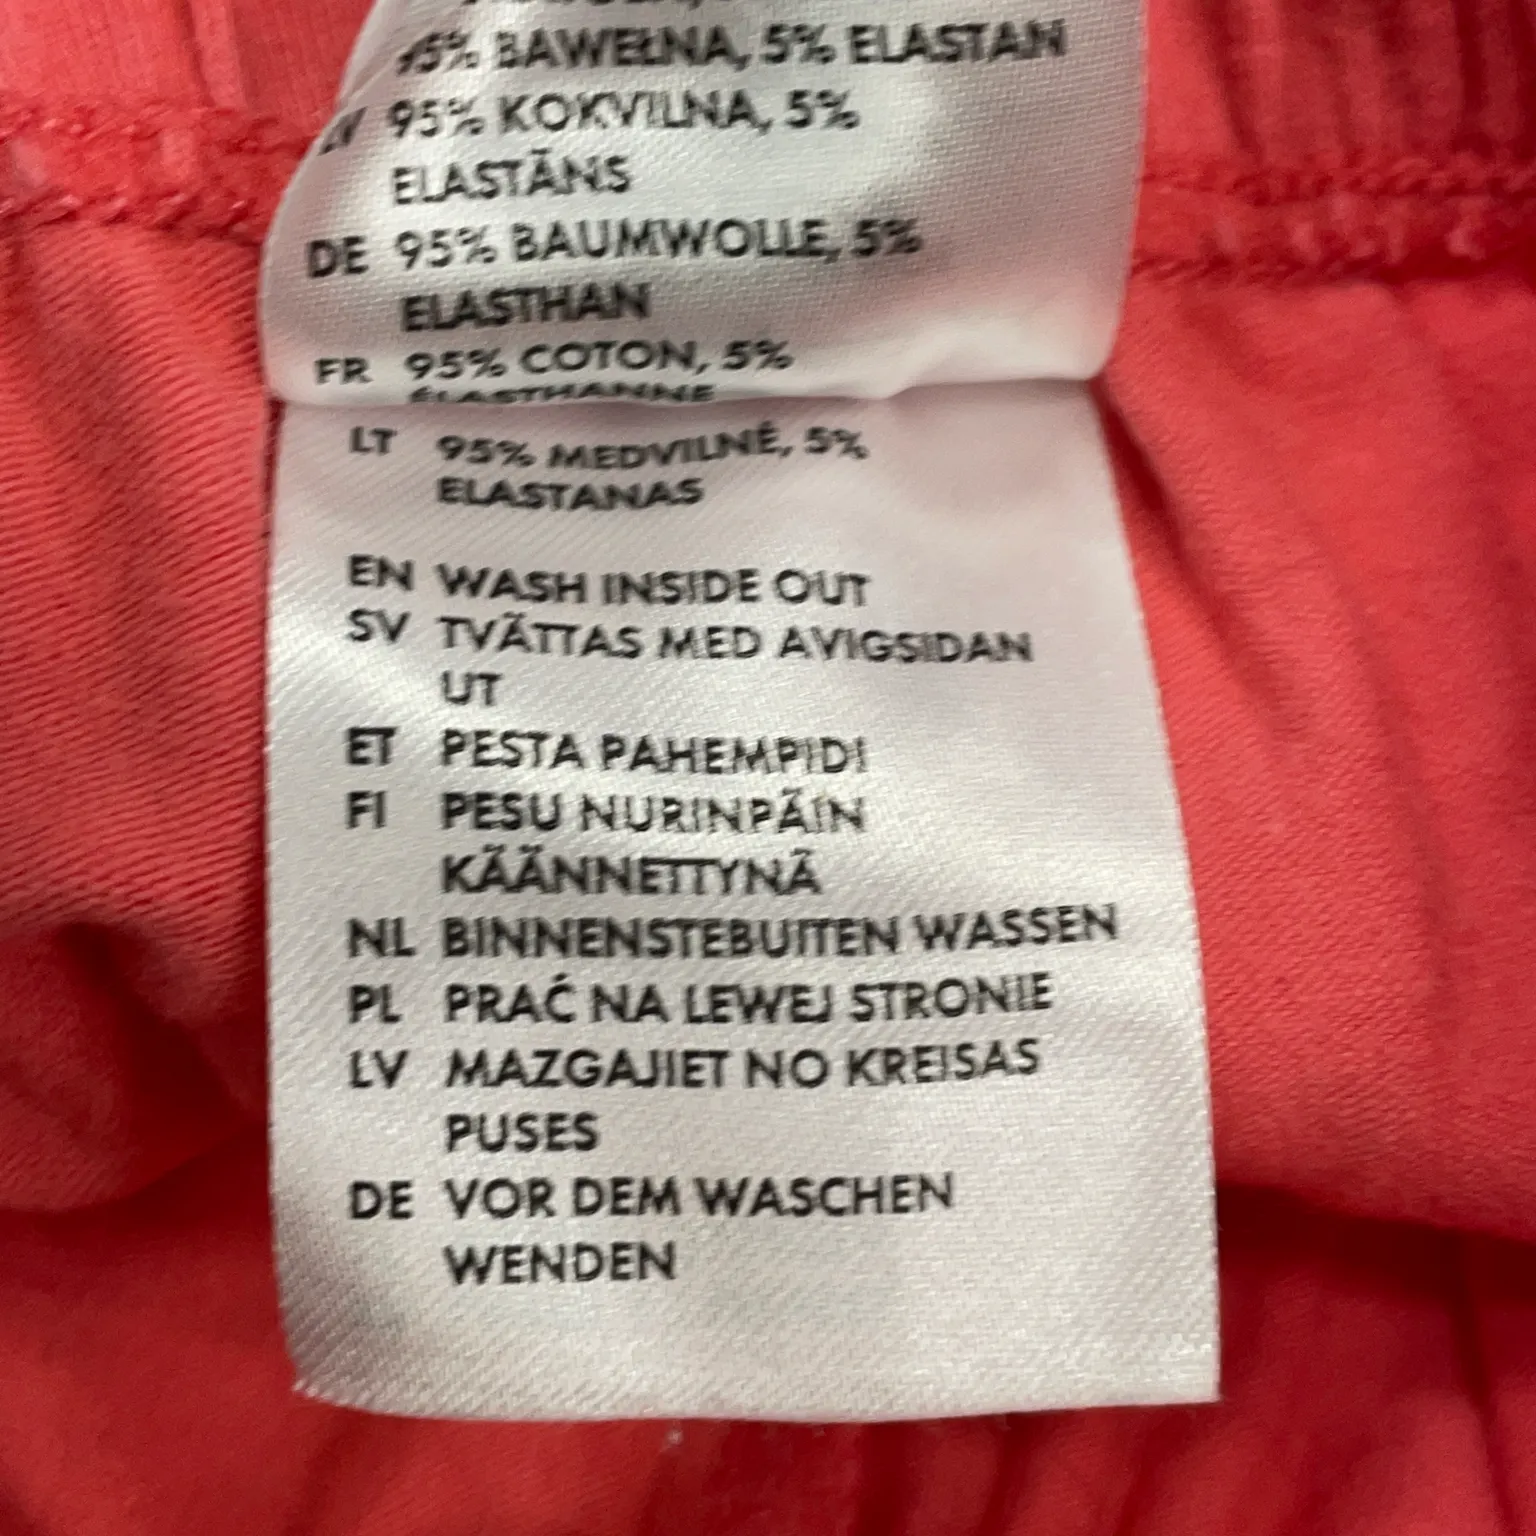 95% BAWEŁNA, 5% ELASTAN
LV 95% KOKVILNA, 5%
ELASTĀNS
DE 95% BAUMWOLLE, 5%
ELASTHAN
FR 95% COTON, 5%
ÉLASTHANNE
LT 95% MEDVILNĖ, 5%
ELASTANAS
EN WASH INSIDE OUT
SV TVÄTTAS MED AVIGSIDAN
UT
ET PESTA PAHEMPIDI
FI PESU NURINPÄIN
KÄÄNNETTYNÄ
NL BINNENSTEBUITEN WASSEN
PL PRAĆ NA LEWEJ STRONIE
LV MAZGAJIET NO KREISAS
PUSES
DE VOR DEM WASCHEN
WENDEN